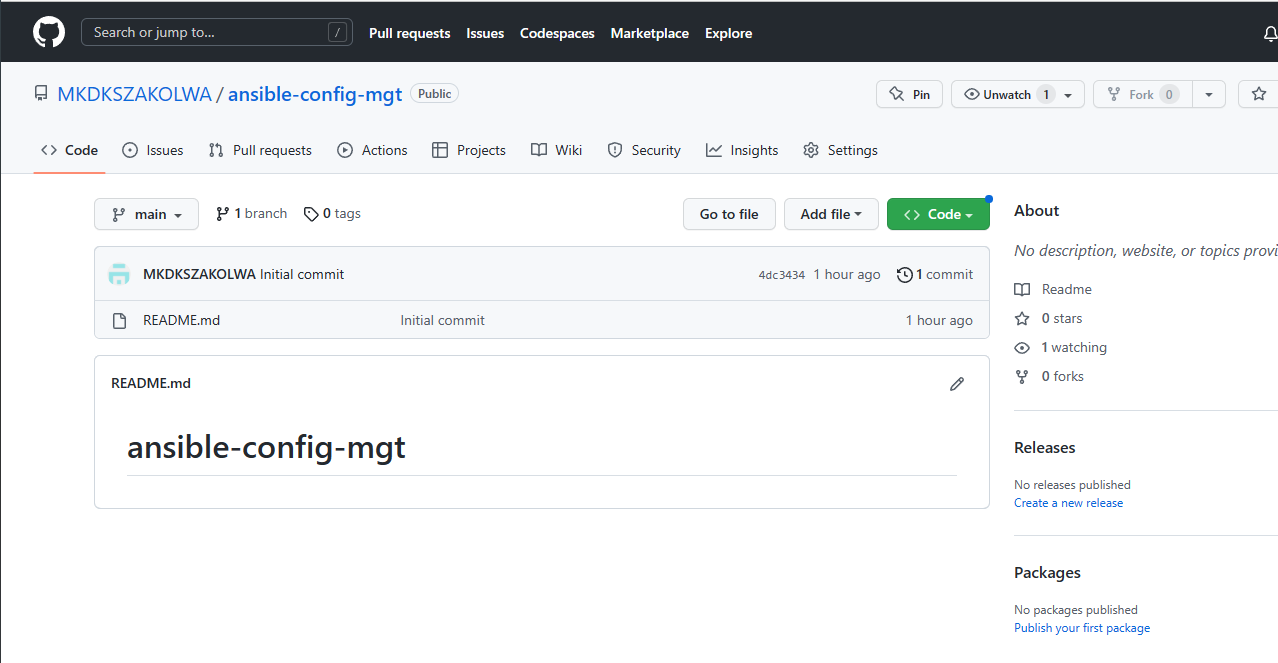 Search or jump to... / Pull requests Issues Codespaces Marketplace Explore
MKDKSZAKOLWA / ansible-config-mgt Public Pin Unwatch 1 Fork 0
Code Issues Pull requests Actions Projects Wiki Security Insights Settings
main 1 branch 0 tags Go to file Add file Code
MKDKSZAKOLWA Initial commit 4dc3434 1 hour ago 1 commit
README.md Initial commit 1 hour ago
README.md
ansible-config-mgt
About
No description, website, or topics provi
Readme
0 stars
1 watching
0 forks
Releases
No releases published
Create a new release
Packages
No packages published
Publish your first package